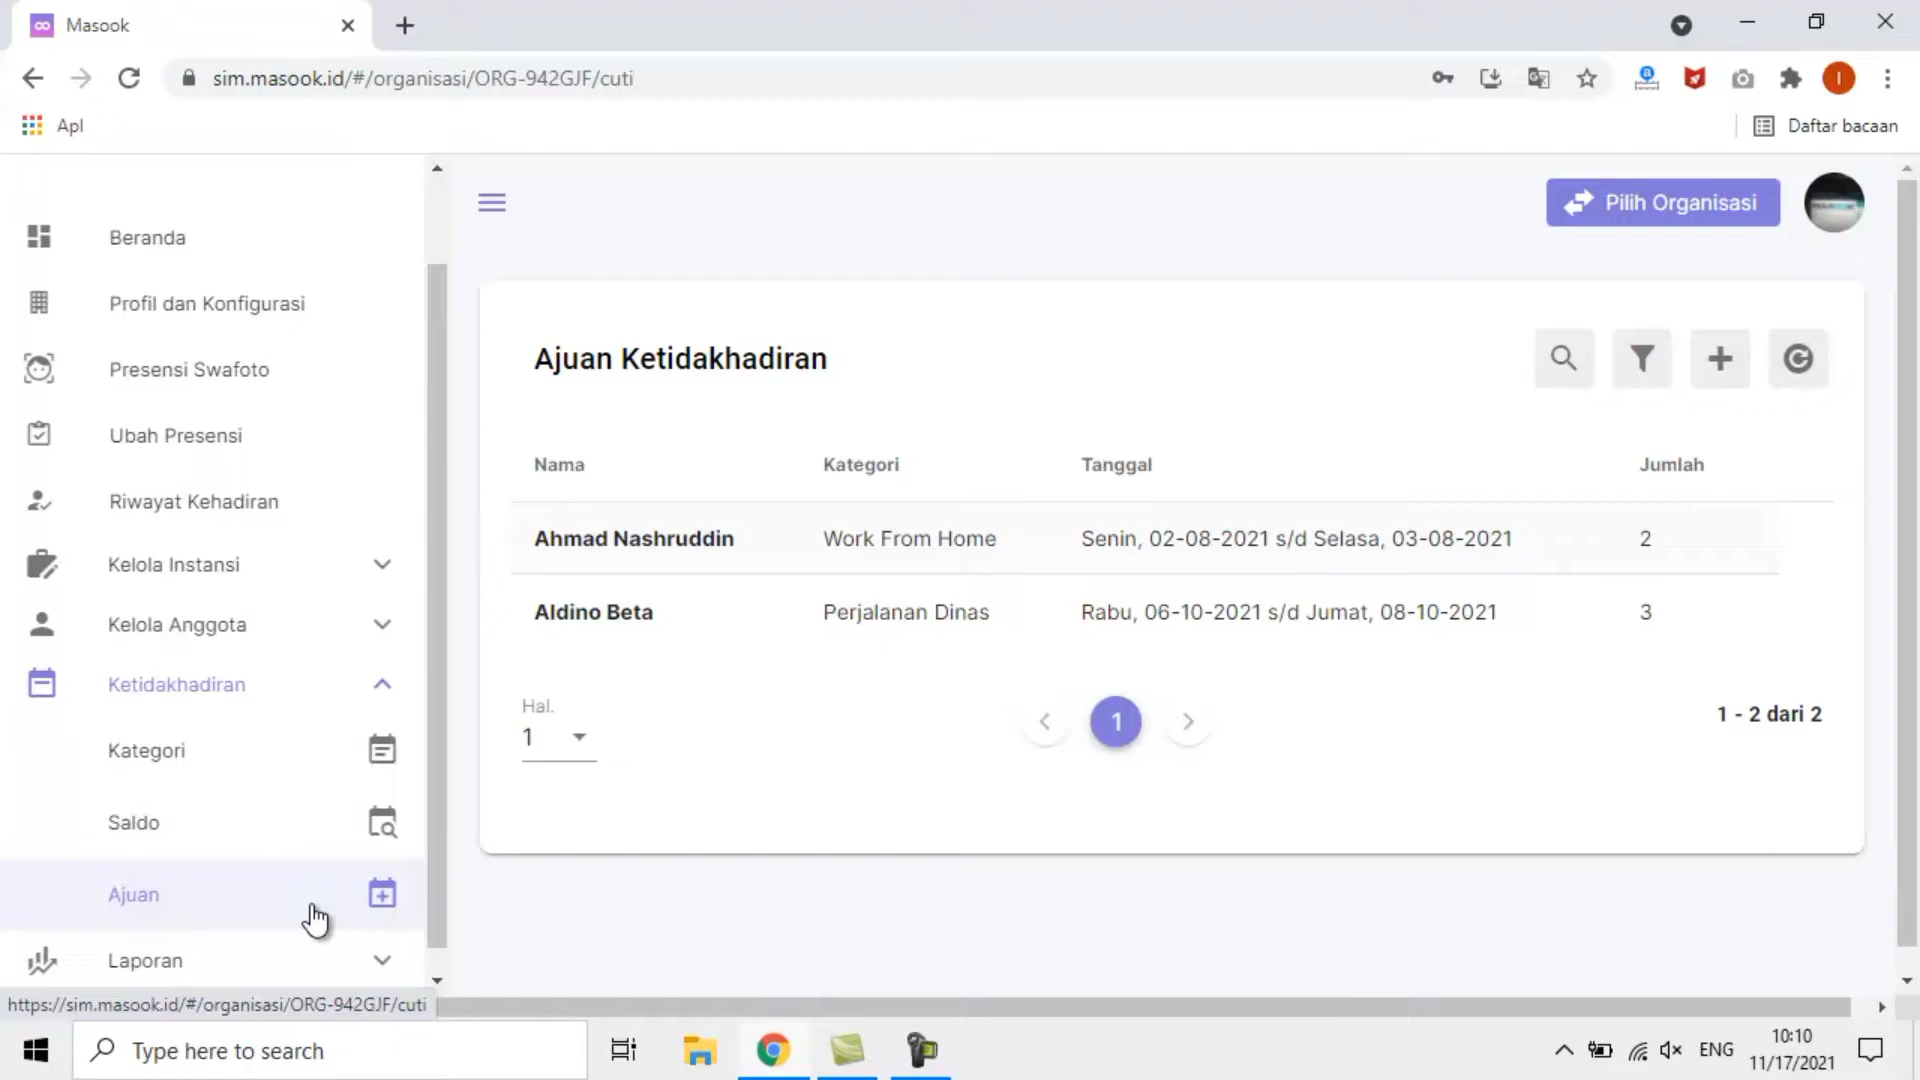 Masook
sim.masook.id/#/organisasi/ORG-942GJF/cuti
Apl
Daftar bacaan
Beranda
Profil dan Konfigurasi
Presensi Swafoto
Ubah Presensi
Riwayat Kehadiran
Kelola Instansi
Kelola Anggota
Ketidakhadiran
Kategori
Saldo
Ajuan
Laporan
https://sim.masook.id/#/organisasi/ORG-942GJF/cuti
Pilih Organisasi
Ajuan Ketidakhadiran
Nama Kategori Tanggal Jumlah
Ahmad Nashruddin Work From Home Senin, 02-08-2021 s/d Selasa, 03-08-2021 2
Aldino Beta Perjalanan Dinas Rabu, 06-10-2021 s/d Jumat, 08-10-2021 3
Hal.
1
1
1 - 2 dari 2
Type here to search
ENG
10:10
11/17/2021
I